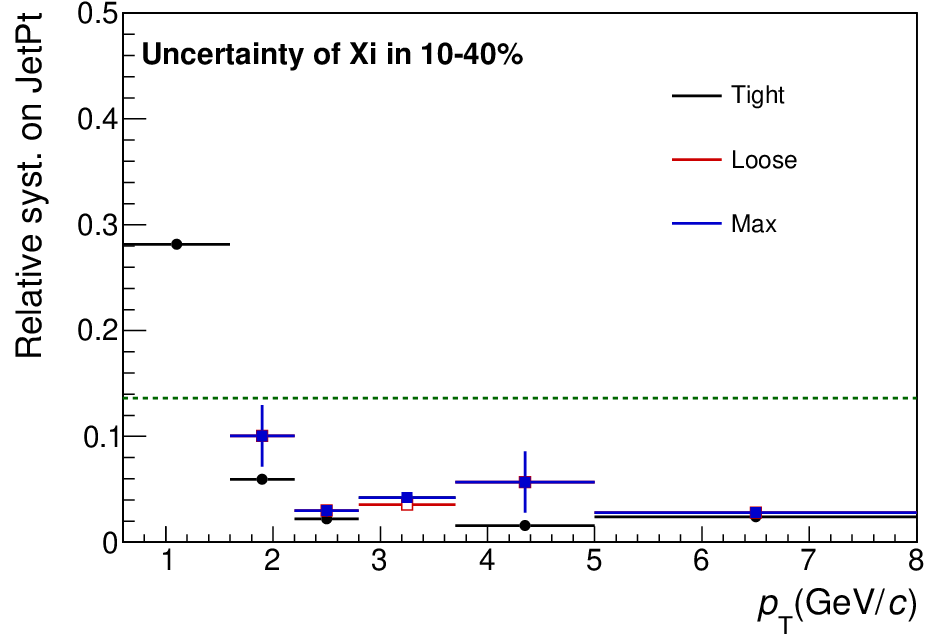 Relative syst. on JetPt
0.5
0.4
0.3
0.2
0.1
0
Uncertainty of Xi in 10-40%
Tight
Loose
Max
1 2 3 4 5 6 7 8
pT(GeV/c)